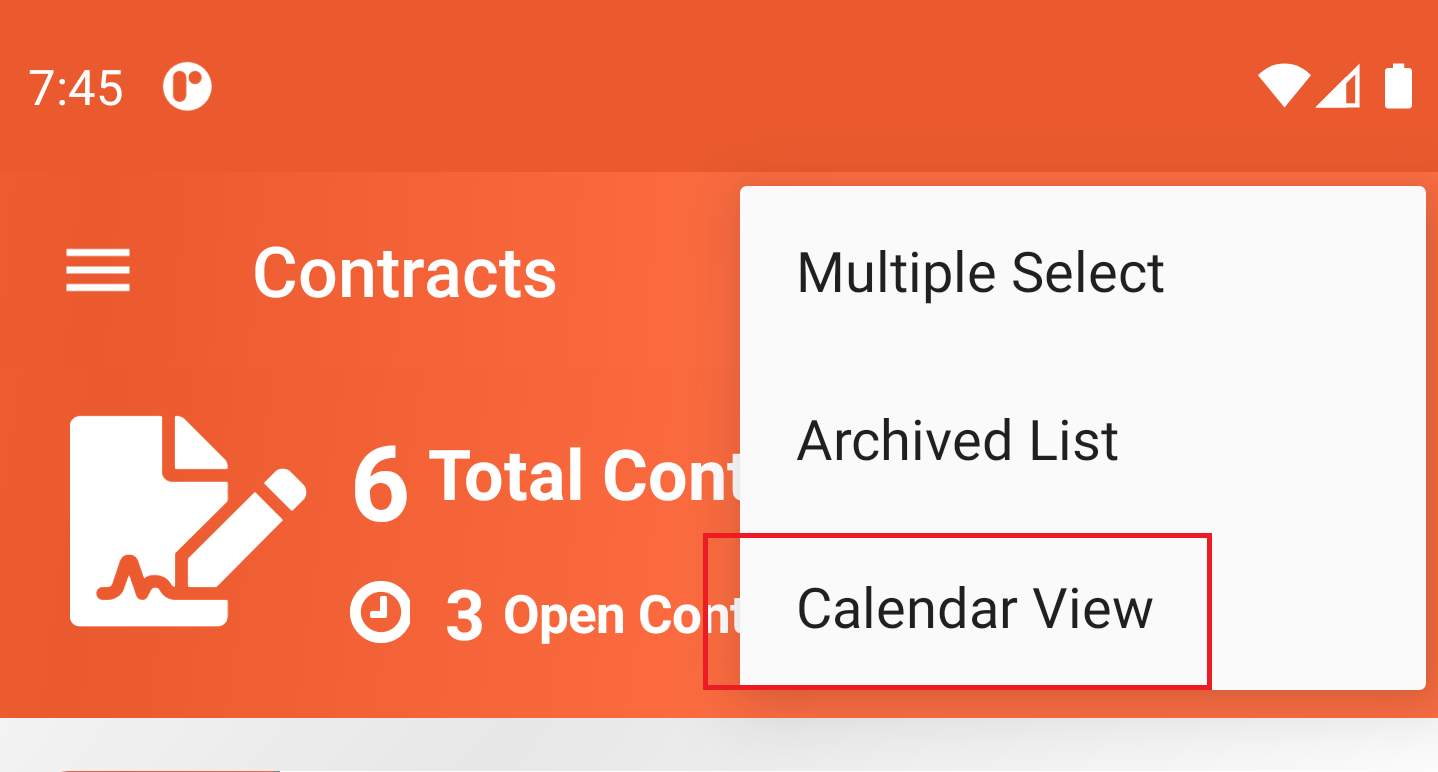 7:45
Contracts
Multiple Select
Archived List
6 Total Cont
3 Open Cont
Calendar View